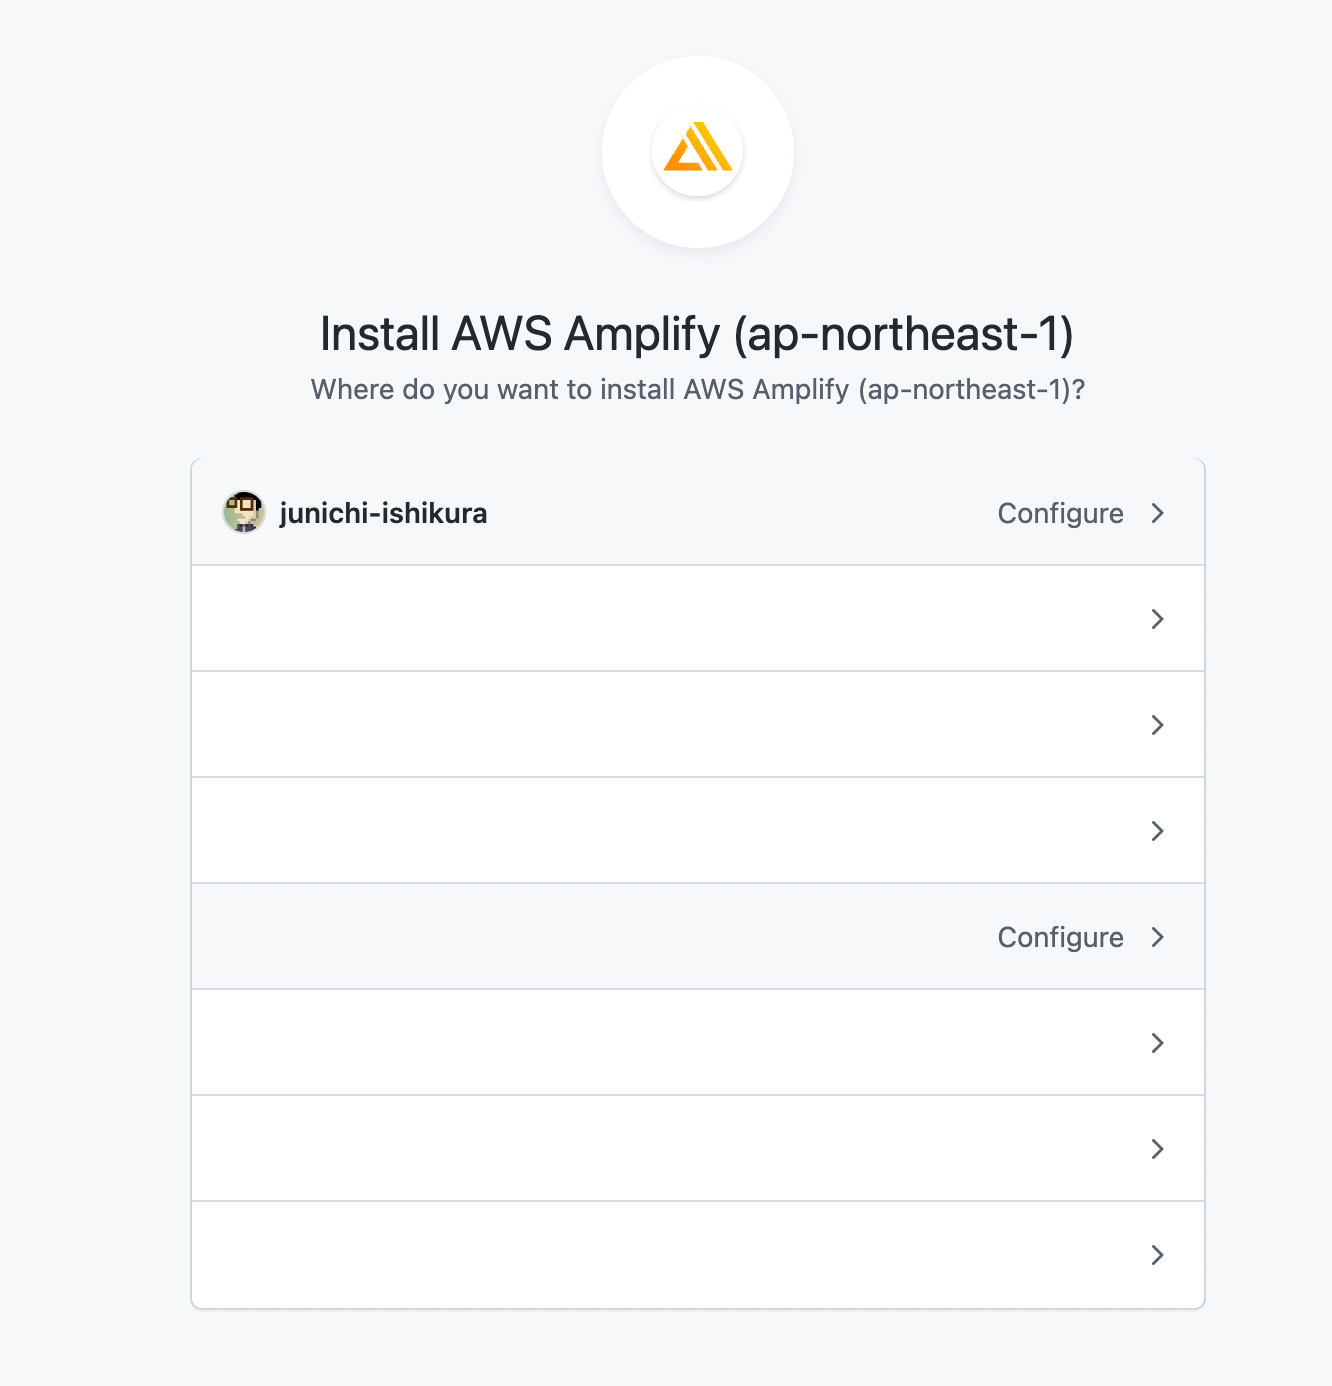 Install AWS Amplify (ap-northeast-1)
Where do you want to install AWS Amplify (ap-northeast-1)?
junichi-ishikura Configure
Configure